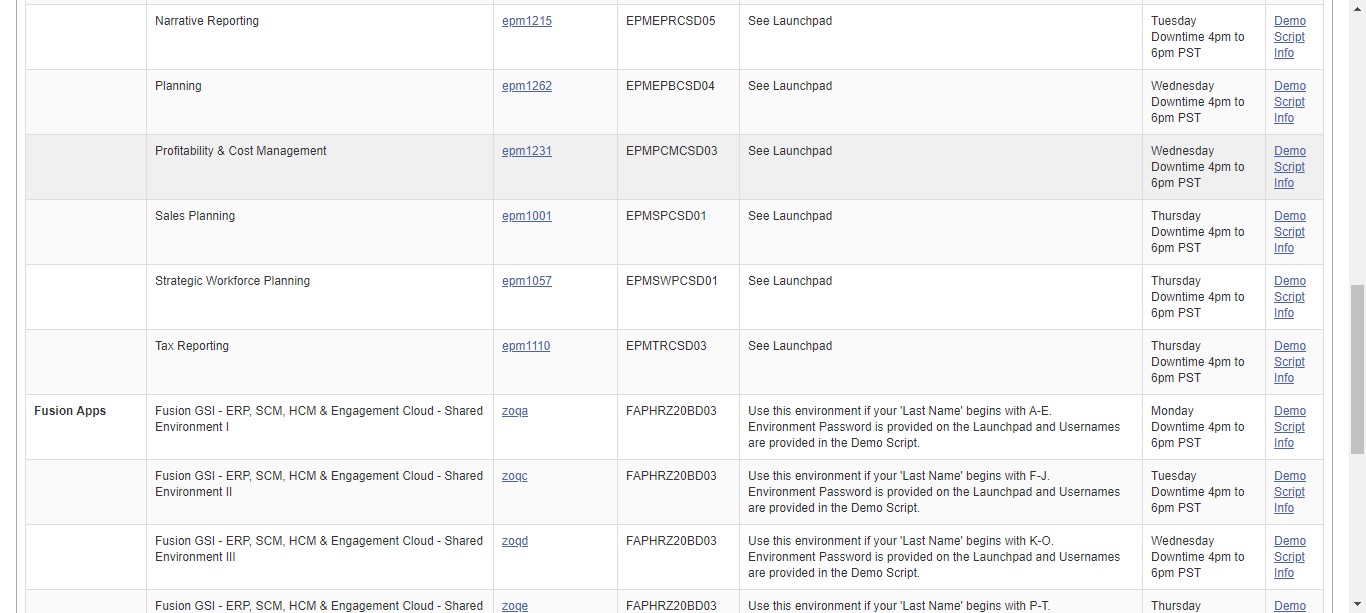 Narrative Reporting epm1215 EPMEPRCSD05 See Launchpad Tuesday Demo
Downtime 4pm to Script
6pm PST Info
Planning epm1262 EPMEPBCSD04 See Launchpad Wednesday Demo
Downtime 4pm to Script
6pm PST Info
Profitability & Cost Management epm1231 EPMPCMCSD03 See Launchpad Wednesday Demo
Downtime 4pm to Script
6pm PST Info
Sales Planning epm1001 EPMSPCSD01 See Launchpad Thursday Demo
Downtime 4pm to Script
6pm PST Info
Strategic Workforce Planning epm1057 EPMSWPCSD01 See Launchpad Thursday Demo
Downtime 4pm to Script
6pm PST Info
Tax Reporting epm1110 EPMTRCSD03 See Launchpad Thursday Demo
Downtime 4pm to Script
6pm PST Info
Fusion Apps Fusion GSI - ERP, SCM, HCM & Engagement Cloud - Shared zoqa FAPHRZ20BD03 Use this environment if your 'Last Name' begins with A-E. Monday Demo
Environment I Environment Password is provided on the Launchpad and Usernames Downtime 4pm to Script
are provided in the Demo Script. 6pm PST Info
Fusion GSI - ERP, SCM, HCM & Engagement Cloud - Shared zoqc FAPHRZ20BD03 Use this environment if your 'Last Name' begins with F-J. Tuesday Demo
Environment II Environment Password is provided on the Launchpad and Usernames Downtime 4pm to Script
are provided in the Demo Script. 6pm PST Info
Fusion GSI - ERP, SCM, HCM & Engagement Cloud - Shared zoqd FAPHRZ20BD03 Use this environment if your 'Last Name' begins with K-O. Wednesday Demo
Environment III Environment Password is provided on the Launchpad and Usernames Downtime 4pm to Script
are provided in the Demo Script. 6pm PST Info
Fusion GSI - ERP, SCM, HCM & Engagement Cloud - Shared zoqe FAPHRZ20BD03 Use this environment if your 'Last Name' begins with P-T. Thursday Demo